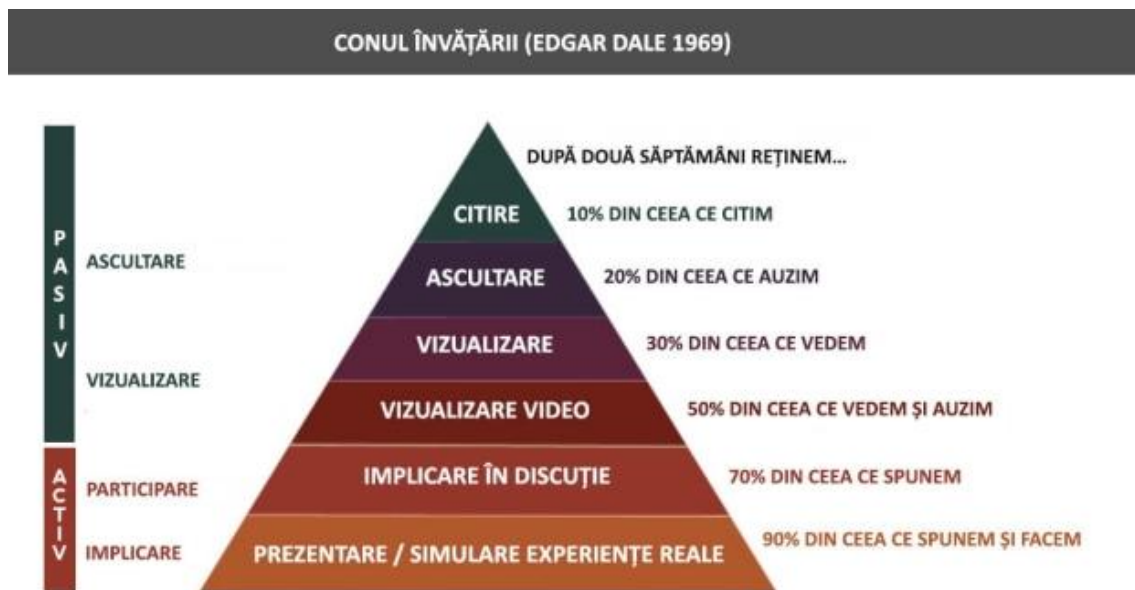 CONUL ÎNVĂȚĂRII (EDGAR DALE 1969)
DUPĂ DOUĂ SĂPTĂMÂNI REȚINEM...
CITIRE
10% DIN CEEA CE CITIM
PASIV
ASCULTARE
ASCULTARE
20% DIN CEEA CE AUZIM
VIZUALIZARE
30% DIN CEEA CE VEDEM
VIZUALIZARE
VIZUALIZARE VIDEO
50% DIN CEEA CE VEDEM ȘI AUZIM
ACTIV
PARTICIPARE
IMPLICARE ÎN DISCUȚIE
70% DIN CEEA CE SPUNEM
IMPLICARE
PREZENTARE / SIMULARE EXPERIENȚE REALE
90% DIN CEEA CE SPUNEM ȘI FACEM